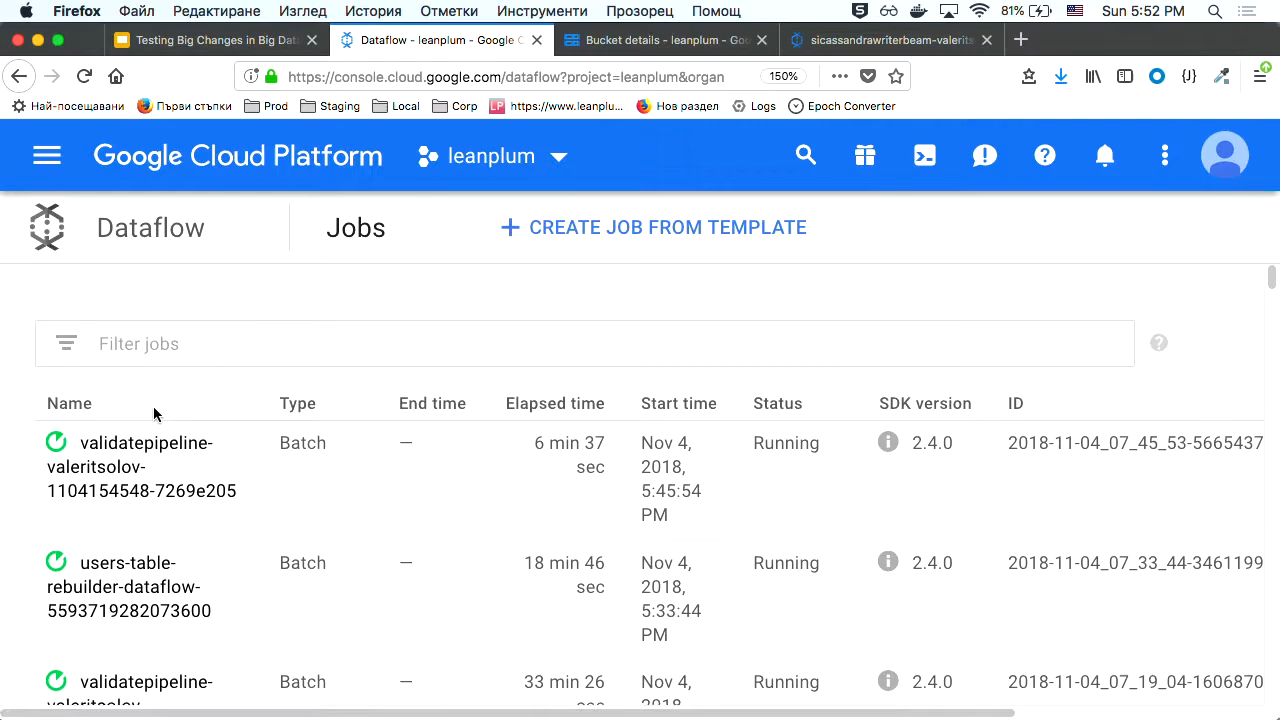 Firefox Файл Редактиране Изглед История Отметки Инструменти Прозорец Помощ 81% Sun 5:52 PM
Testing Big Changes in Big Dat Dataflow - leanplum - Google C Bucket details - leanplum - Goo sicassandrawriterbeam-valerits
https://console.cloud.google.com/dataflow?project=leanplum&organ 150%
Най-посещавани Първи стъпки Prod Staging Local Corp LP https://www.leanplu... Нов раздел Logs Epoch Converter
Google Cloud Platform leanplum
Dataflow Jobs + CREATE JOB FROM TEMPLATE
Filter jobs
Name Type End time Elapsed time Start time Status SDK version ID
validatepipeline- Batch — 6 min 37 Nov 4, Running 2.4.0 2018-11-04_07_45_53-5665437
valeritsolov- sec 2018,
1104154548-7269e205 5:45:54
PM
users-table- Batch — 18 min 46 Nov 4, Running 2.4.0 2018-11-04_07_33_44-3461199
rebuilder-dataflow- sec 2018,
5593719282073600 5:33:44
PM
validatepipeline- Batch — 33 min 26 Nov 4, Running 2.4.0 2018-11-04_07_19_04-1606870
valeritsolov- sec 2018,